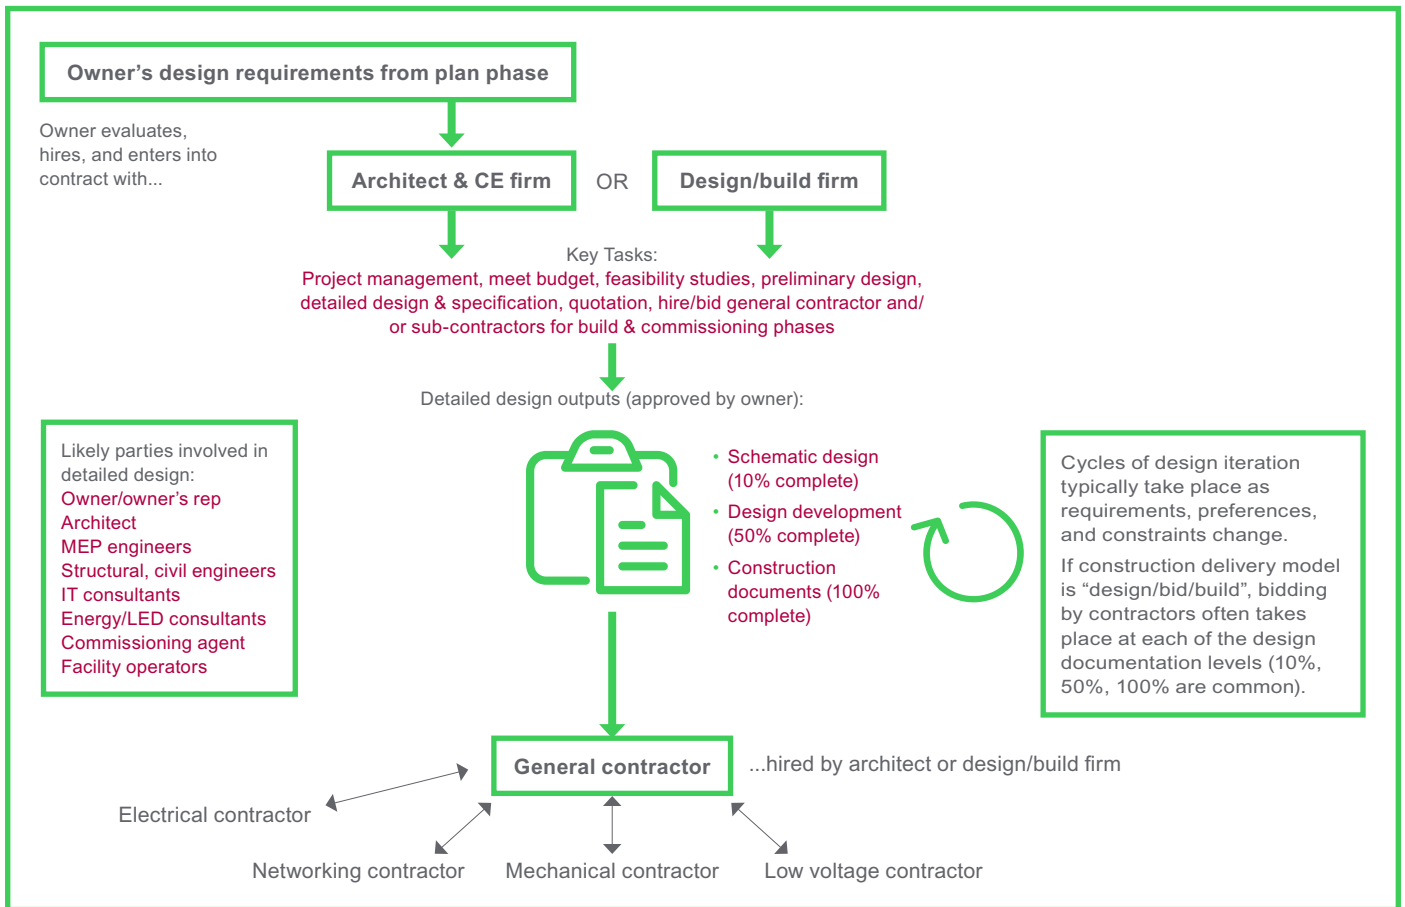 Owner’s design requirements from plan phase
Owner evaluates,
hires, and enters into
contract with...
Architect & CE firm
OR
Design/build firm
Key Tasks:
Project management, meet budget, feasibility studies, preliminary design,
detailed design & specification, quotation, hire/bid general contractor and/
or sub-contractors for build & commissioning phases
Detailed design outputs (approved by owner):
Likely parties involved in
detailed design:
Owner/owner’s rep
Architect
MEP engineers
Structural, civil engineers
IT consultants
Energy/LED consultants
Commissioning agent
Facility operators
• Schematic design
(10% complete)
• Design development
(50% complete)
• Construction
documents (100%
complete)
Cycles of design iteration
typically take place as
requirements, preferences,
and constraints change.
If construction delivery model
is “design/bid/build”, bidding
by contractors often takes
place at each of the design
documentation levels (10%,
50%, 100% are common).
General contractor
...hired by architect or design/build firm
Electrical contractor
Networking contractor
Mechanical contractor
Low voltage contractor